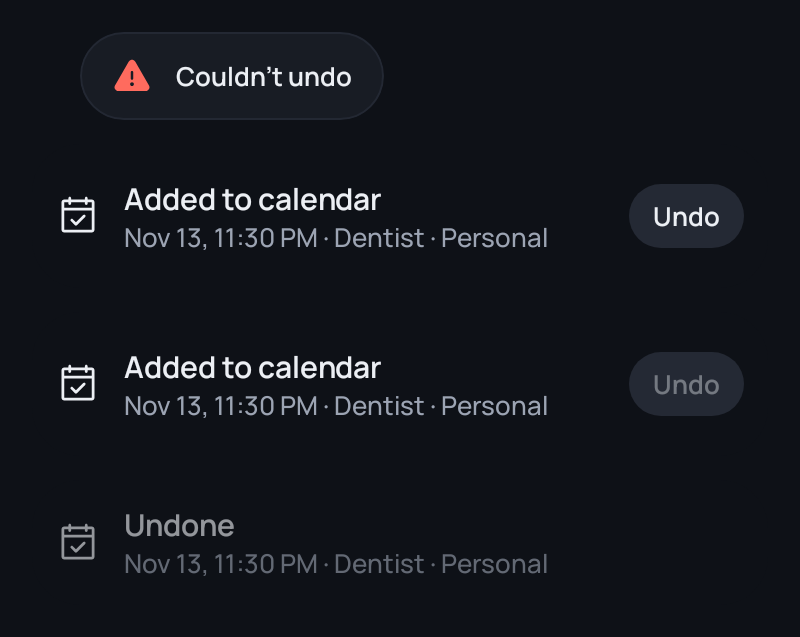 Couldn’t undo
Added to calendar
Nov 13, 11:30 PM · Dentist · Personal
Undo
Added to calendar
Nov 13, 11:30 PM · Dentist · Personal
Undo
Undone
Nov 13, 11:30 PM · Dentist · Personal